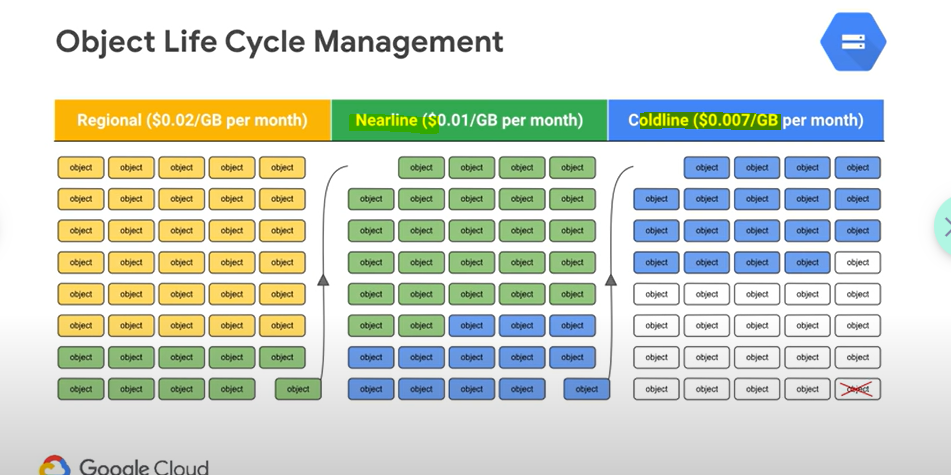 Object Life Cycle Management
Regional ($0.02/GB per month) Nearline ($0.01/GB per month) Coldline ($0.007/GB per month)
object object object object object object object object object object object object object
object object object object object object object object object object object object object object object
object object object object object object object object object object object object object object object
object object object object object object object object object object object object object object object
object object object object object object object object object object object object object object object
object object object object object object object object object object object object object object object
object object object object object object object object object object object object object object object
object object object object object object object object object object object object object object object
Google Cloud